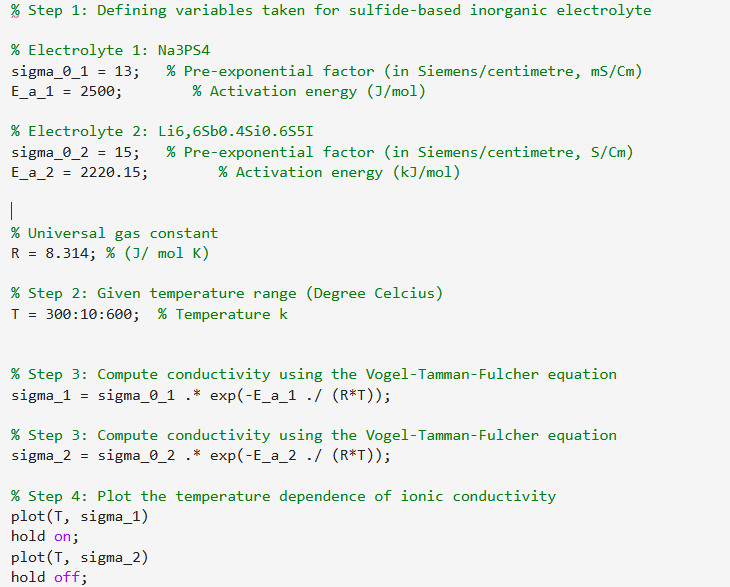 % Step 1: Defining variables taken for sulfide-based inorganic electrolyte
% Electrolyte 1: Na3PS4
sigma_0_1 = 13;   % Pre-exponential factor (in Siemens/centimetre, mS/Cm)
E_a_1 = 2500;        % Activation energy (J/mol)
% Electrolyte 2: Li6,6Sb0.4Si0.6S5I
sigma_0_2 = 15;   % Pre-exponential factor (in Siemens/centimetre, S/Cm)
E_a_2 = 2220.15;        % Activation energy (kJ/mol)
% Universal gas constant
R = 8.314; % (J/ mol K)
% Step 2: Given temperature range (Degree Celcius)
T = 300:10:600;  % Temperature k
% Step 3: Compute conductivity using the Vogel-Tamman-Fulcher equation
sigma_1 = sigma_0_1 .* exp(-E_a_1 ./ (R*T));
% Step 3: Compute conductivity using the Vogel-Tamman-Fulcher equation
sigma_2 = sigma_0_2 .* exp(-E_a_2 ./ (R*T));
% Step 4: Plot the temperature dependence of ionic conductivity
plot(T, sigma_1)
hold on;
plot(T, sigma_2)
hold off;